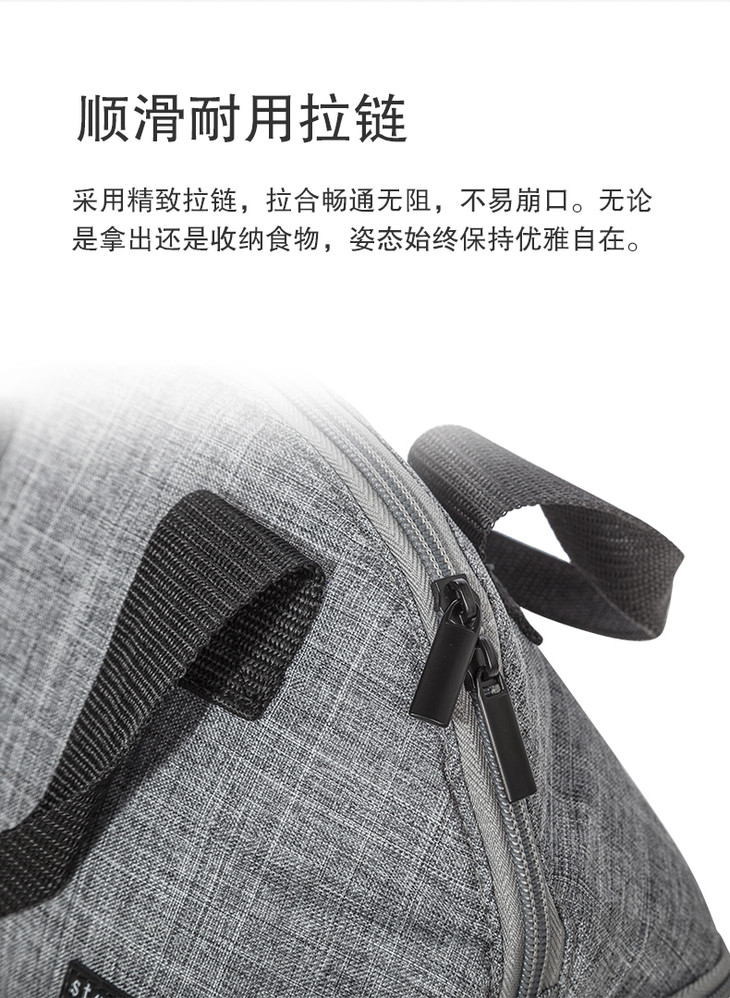 顺滑耐用拉链
采用精致拉链，拉合畅通无阻，不易崩口。无论
是拿出还是收纳食物，姿态始终保持优雅自在。